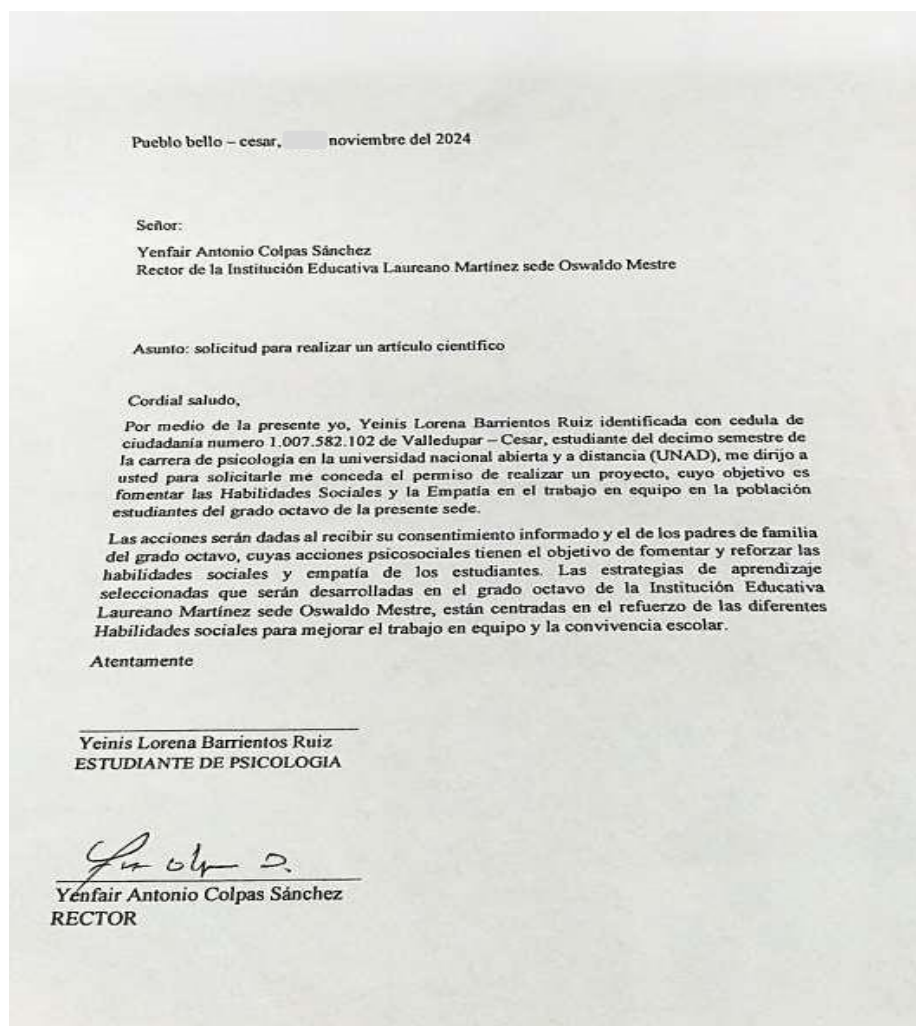 Pueblo bello – cesar, noviembre del 2024
Señor:
Yenfair Antonio Colpas Sánchez
Rector de la Institución Educativa Laureano Martínez sede Oswaldo Mestre
Asunto: solicitud para realizar un artículo científico
Cordial saludo,
Por medio de la presente yo, Yeinis Lorena Barrientos Ruiz identificada con cedula de
ciudadanía numero 1.007.582.102 de Valledupar – Cesar, estudiante del decimo semestre de
la carrera de psicología en la universidad nacional abierta y a distancia (UNAD), me dirijo a
usted para solicitarle me conceda el permiso de realizar un proyecto, cuyo objetivo es
fomentar las Habilidades Sociales y la Empatía en el trabajo en equipo en la población
estudiantes del grado octavo de la presente sede.
Las acciones serán dadas al recibir su consentimiento informado y el de los padres de familia
del grado octavo, cuyas acciones psicosociales tienen el objetivo de fomentar y reforzar las
habilidades sociales y empatía de los estudiantes. Las estrategias de aprendizaje
seleccionadas que serán desarrolladas en el grado octavo de la Institución Educativa
Laureano Martínez sede Oswaldo Mestre, están centradas en el refuerzo de las diferentes
Habilidades sociales para mejorar el trabajo en equipo y la convivencia escolar.
Atentamente
Yeinis Lorena Barrientos Ruiz
ESTUDIANTE DE PSICOLOGIA
Yenfair Antonio Colpas Sánchez
RECTOR